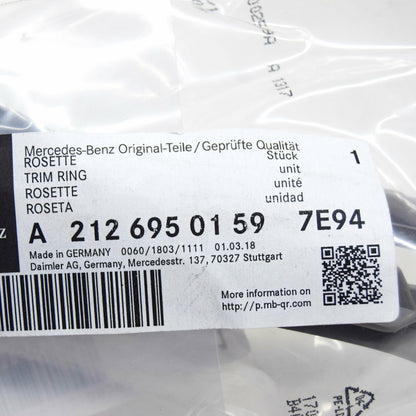 Mercedes-Benz Original-Teile/Geprüfte Qualität
ROSETTE Stück 1
TRIM RING unit
ROSETTE unité
ROSETA unidad
A 212 695 01 59 7E94
Made in GERMANY 0060/1803/1111 01.03.18
Daimler AG, Germany, Mercedesstr. 137, 70327 Stuttgart
More information on
http://p.mb-qr.com/
z
A 1317